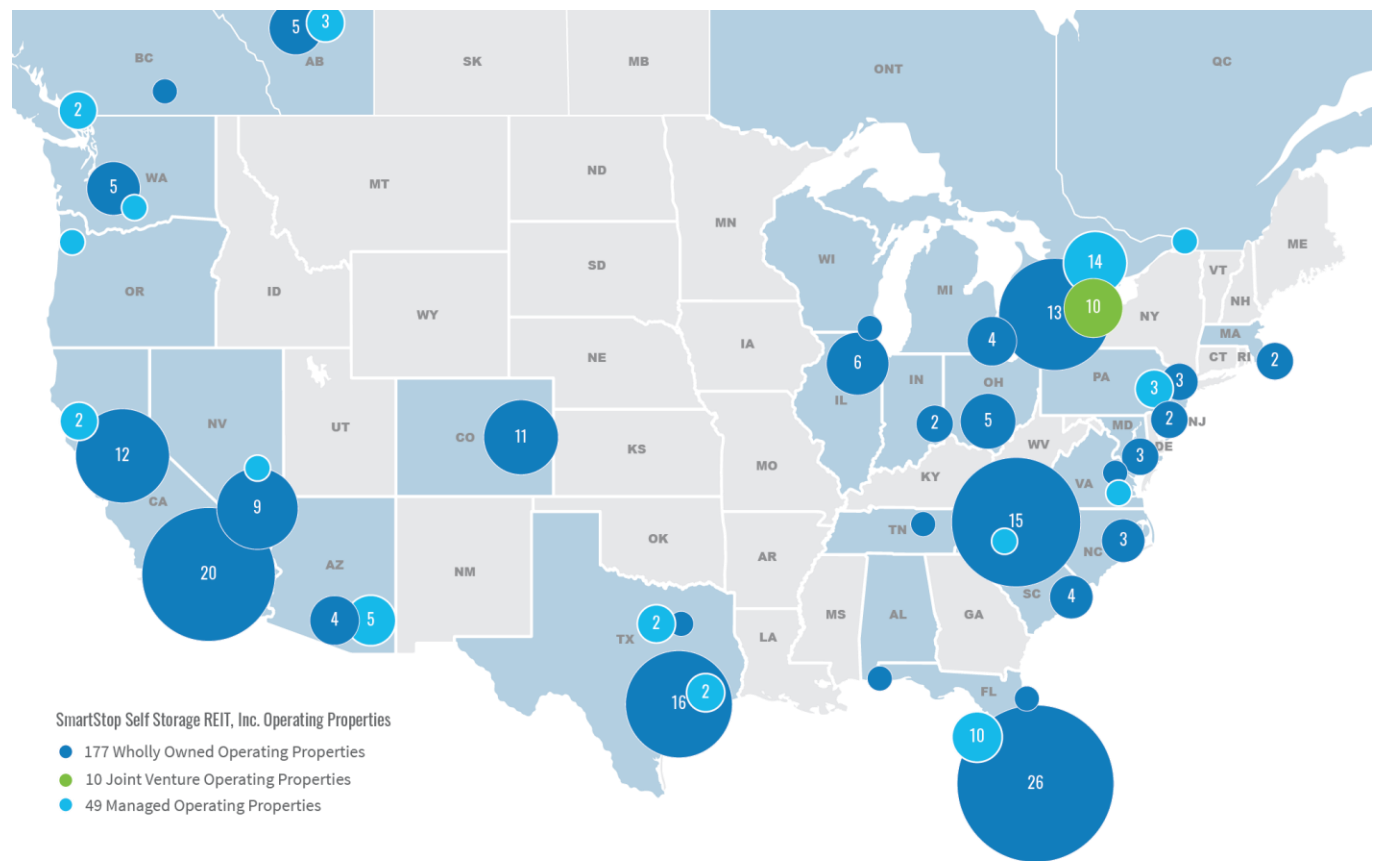 5
3
BC
AB
SK
MB
ONT
QC
2
WA
5
MT
ND
MN
ME
OR
ID
SD
WI
MI
14
VT
NH
WY
10
13
NY
MA
4
IA
6
CT
RI
2
NE
IN
OH
PA
3
3
NV
UT
CO
11
IL
2
5
MD
2
NJ
2
12
KS
MO
WV
DE
3
KY
VA
CA
9
15
TN
OK
NC
3
20
AZ
NM
AR
SC
4
4
5
2
TX
MS
AL
GA
LA
16
2
FL
10
26
SmartStop Self Storage REIT, Inc. Operating Properties
177 Wholly Owned Operating Properties
10 Joint Venture Operating Properties
49 Managed Operating Properties